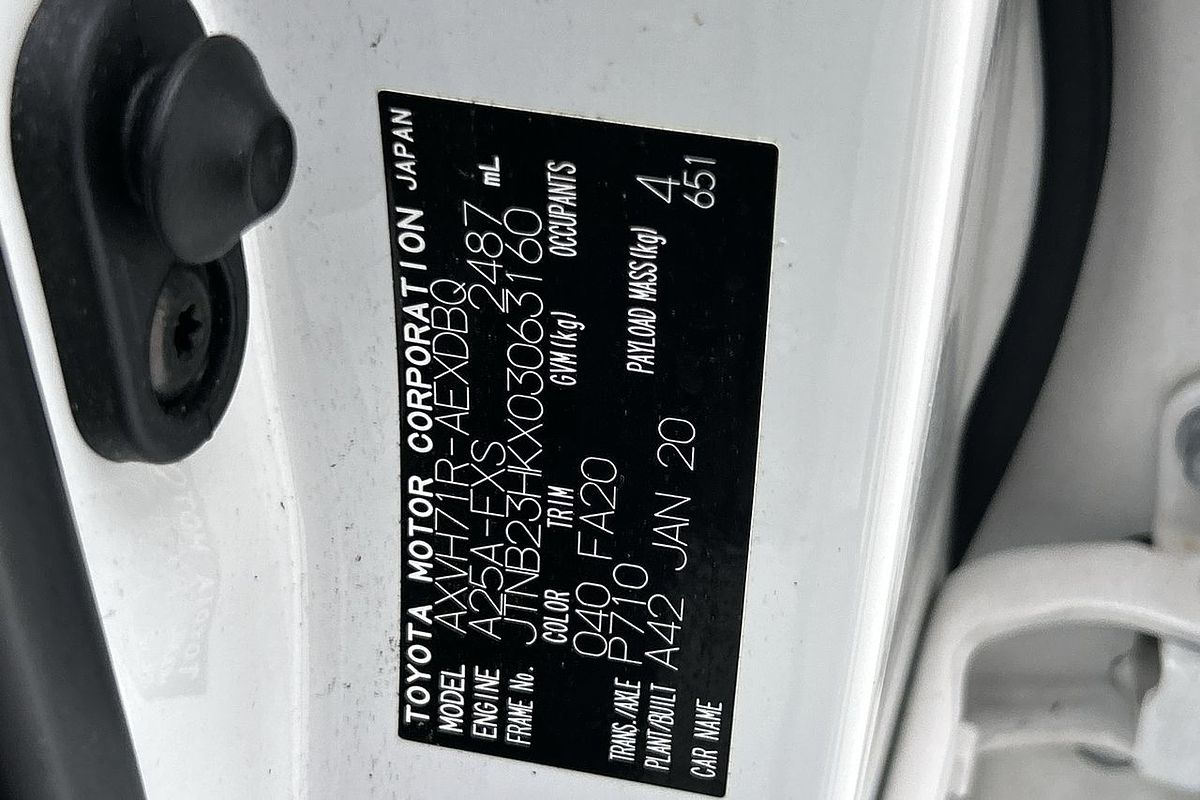 TOYOTA MOTOR CORPORATION JAPAN
MODEL AXVH71R-AEXDBQ
ENGINE A25A-FXS 2487 mL
FRAME No. JTNB23HKX03063160
COLOR TRIM GVM(kg) OCCUPANTS
040 FA20
TRANS./AXLE P710 PAYLOAD MASS(kg) 4
PLANT/BUILT A42 JAN 20 651
CAR NAME